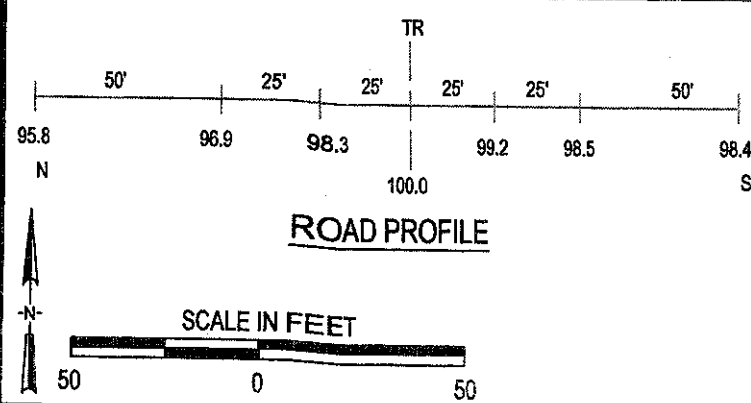 TR
50' 25' 25' 25' 25' 50'
95.8 96.9 98.3 99.2 98.5 98.4
N 100.0 S
ROAD PROFILE
-N-
SCALE IN FEET
50 0 50